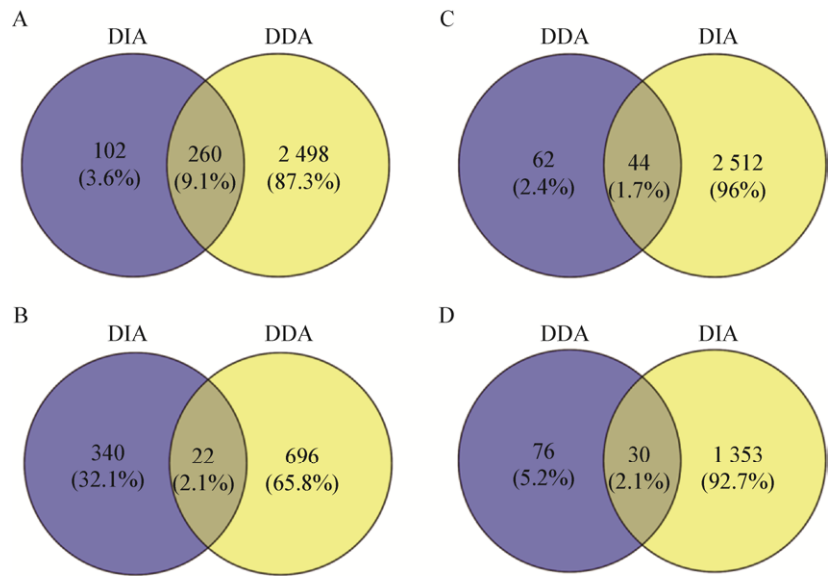 A
DIA
DDA
102
(3.6%)
260
(9.1%)
2 498
(87.3%)
C
DDA
DIA
62
(2.4%)
44
(1.7%)
2 512
(96%)
B
DIA
DDA
340
(32.1%)
22
(2.1%)
696
(65.8%)
D
DDA
DIA
76
(5.2%)
30
(2.1%)
1 353
(92.7%)